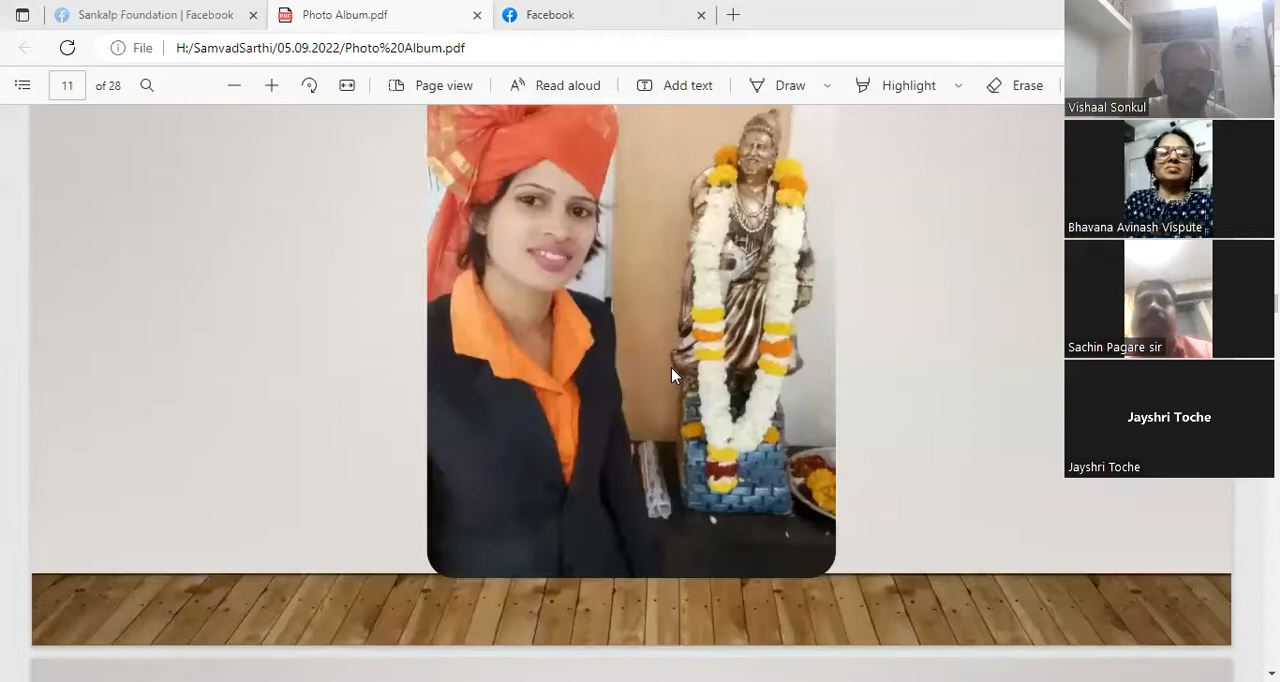 Sankalp Foundation | Facebook
Photo Album.pdf
Facebook
File
H:/SamvadSarthi/05.09.2022/Photo%20Album.pdf
11 of 28
Page view
Read aloud
Add text
Draw
Highlight
Erase
Vishaal Sonkul
Bhavana Avinash Vispute
Sachin Pagare sir
Jayshri Toche
Jayshri Toche